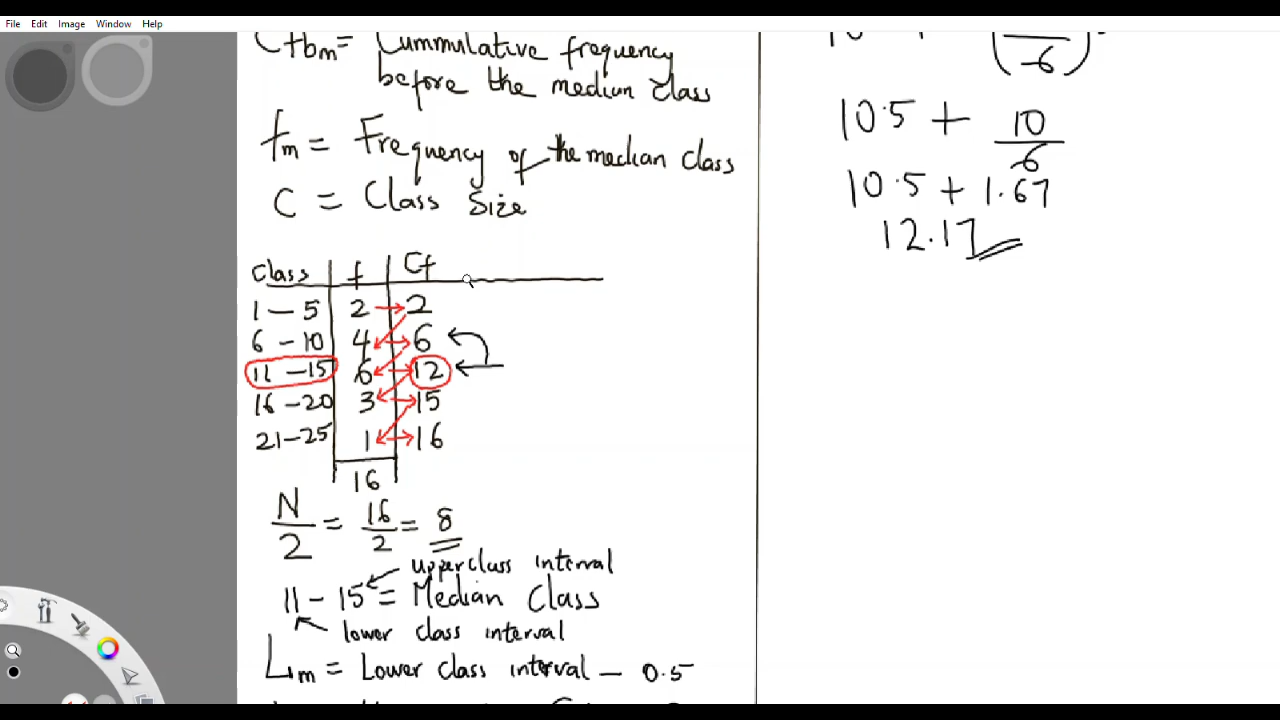 File Edit Image Window Help
Cfbm = Cummulative frequency
before the median class
fm = Frequency of the median class
C = Class Size
Class f Cf
1 – 5 2 2
6 – 10 4 6
11 – 15 6 12
16 – 20 3 15
21 – 25 1 16
16
N/2 = 16/2 = 8
upper class interval
11 – 15 = Median Class
lower class interval
Lm = Lower class interval – 0.5
10.5 + 10/6
10.5 + 1.67
12.17